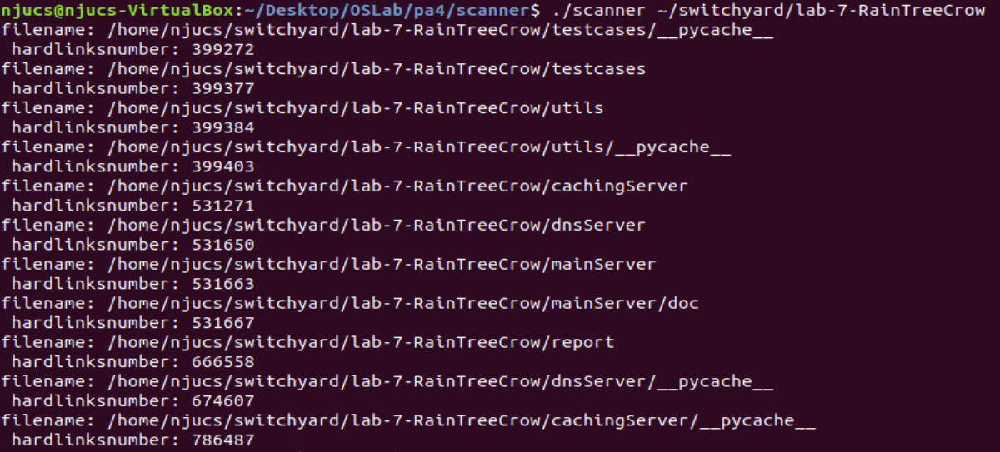 njucs@njucs-VirtualBox:~/Desktop/OSLab/pa4/scanner$ ./scanner ~/switchyard/lab-7-RainTreeCrow
filename: /home/njucs/switchyard/lab-7-RainTreeCrow/testcases/__pycache__
 hardlinksnumber: 399272
filename: /home/njucs/switchyard/lab-7-RainTreeCrow/testcases
 hardlinksnumber: 399377
filename: /home/njucs/switchyard/lab-7-RainTreeCrow/utils
 hardlinksnumber: 399384
filename: /home/njucs/switchyard/lab-7-RainTreeCrow/utils/__pycache__
 hardlinksnumber: 399403
filename: /home/njucs/switchyard/lab-7-RainTreeCrow/cachingServer
 hardlinksnumber: 531271
filename: /home/njucs/switchyard/lab-7-RainTreeCrow/dnsServer
 hardlinksnumber: 531650
filename: /home/njucs/switchyard/lab-7-RainTreeCrow/mainServer
 hardlinksnumber: 531663
filename: /home/njucs/switchyard/lab-7-RainTreeCrow/mainServer/doc
 hardlinksnumber: 531667
filename: /home/njucs/switchyard/lab-7-RainTreeCrow/report
 hardlinksnumber: 666558
filename: /home/njucs/switchyard/lab-7-RainTreeCrow/dnsServer/__pycache__
 hardlinksnumber: 674607
filename: /home/njucs/switchyard/lab-7-RainTreeCrow/cachingServer/__pycache__
 hardlinksnumber: 786487